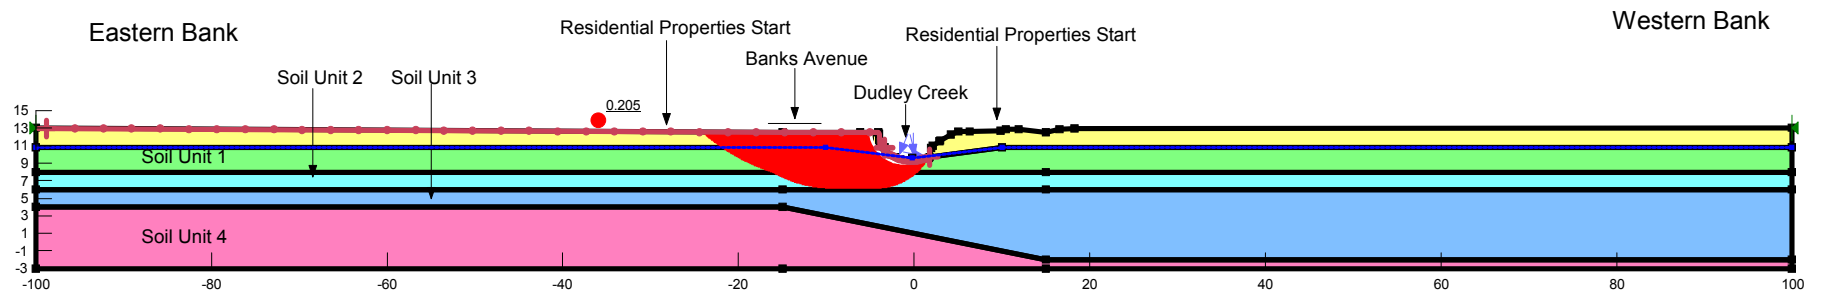 Eastern Bank
Residential Properties Start
Residential Properties Start
Western Bank
Banks Avenue
Soil Unit 2
Soil Unit 3
Dudley Creek
0.205
15
13
11
9
7
5
3
1
-1
-3
Soil Unit 1
Soil Unit 4
-100
-80
-60
-40
-20
0
20
40
60
80
100